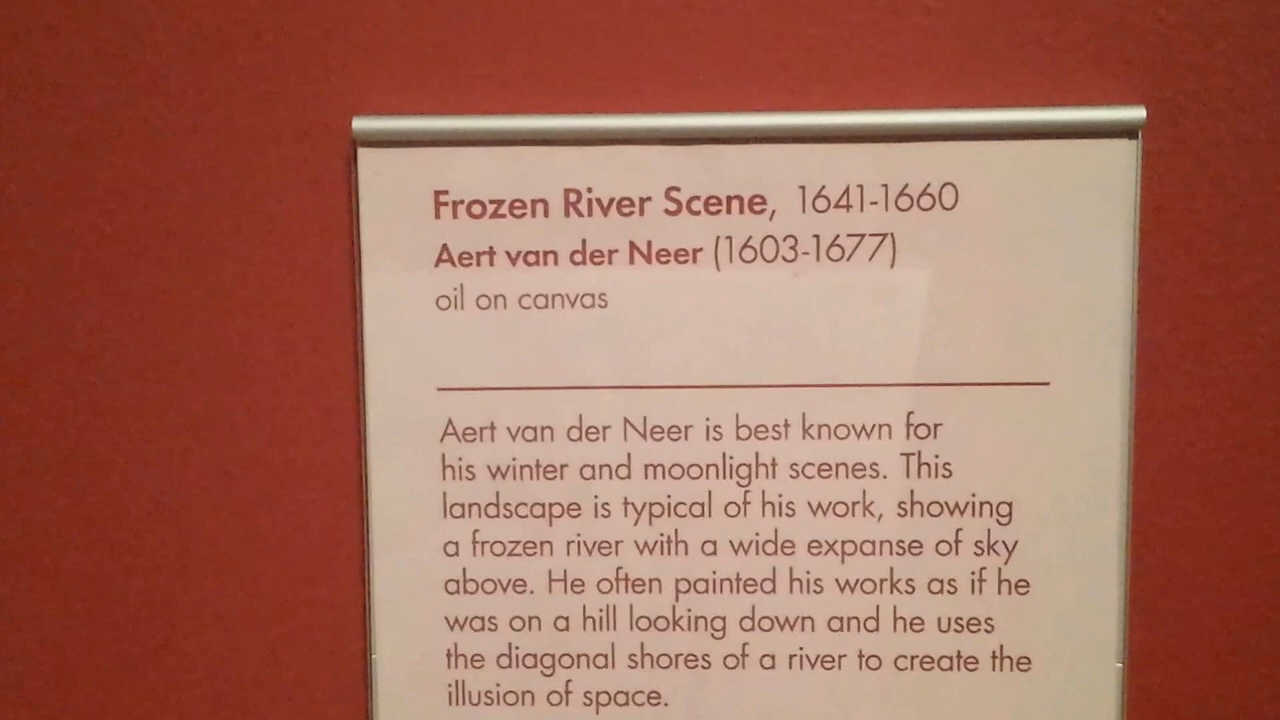 Frozen River Scene, 1641-1660
Aert van der Neer (1603-1677)
oil on canvas
Aert van der Neer is best known for
his winter and moonlight scenes. This
landscape is typical of his work, showing
a frozen river with a wide expanse of sky
above. He often painted his works as if he
was on a hill looking down and he uses
the diagonal shores of a river to create the
illusion of space.